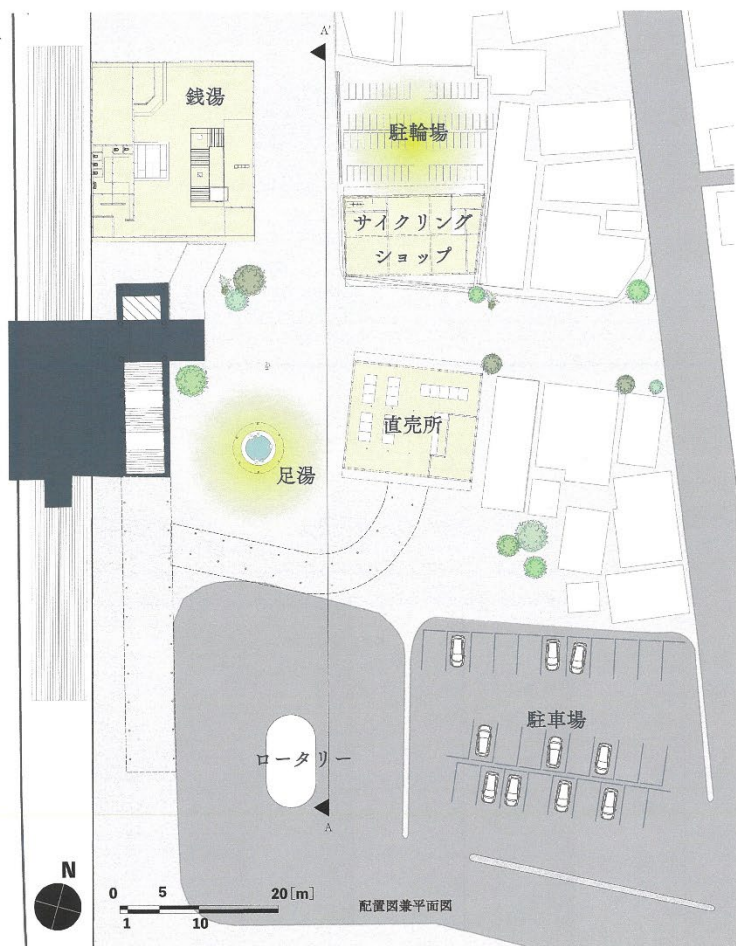 A'
銭湯
駐輪場
サイクリング
ショップ
直売所
足湯
駐車場
ロータリー
A
N
0 5 20[m]
1 10
配置図兼平面図